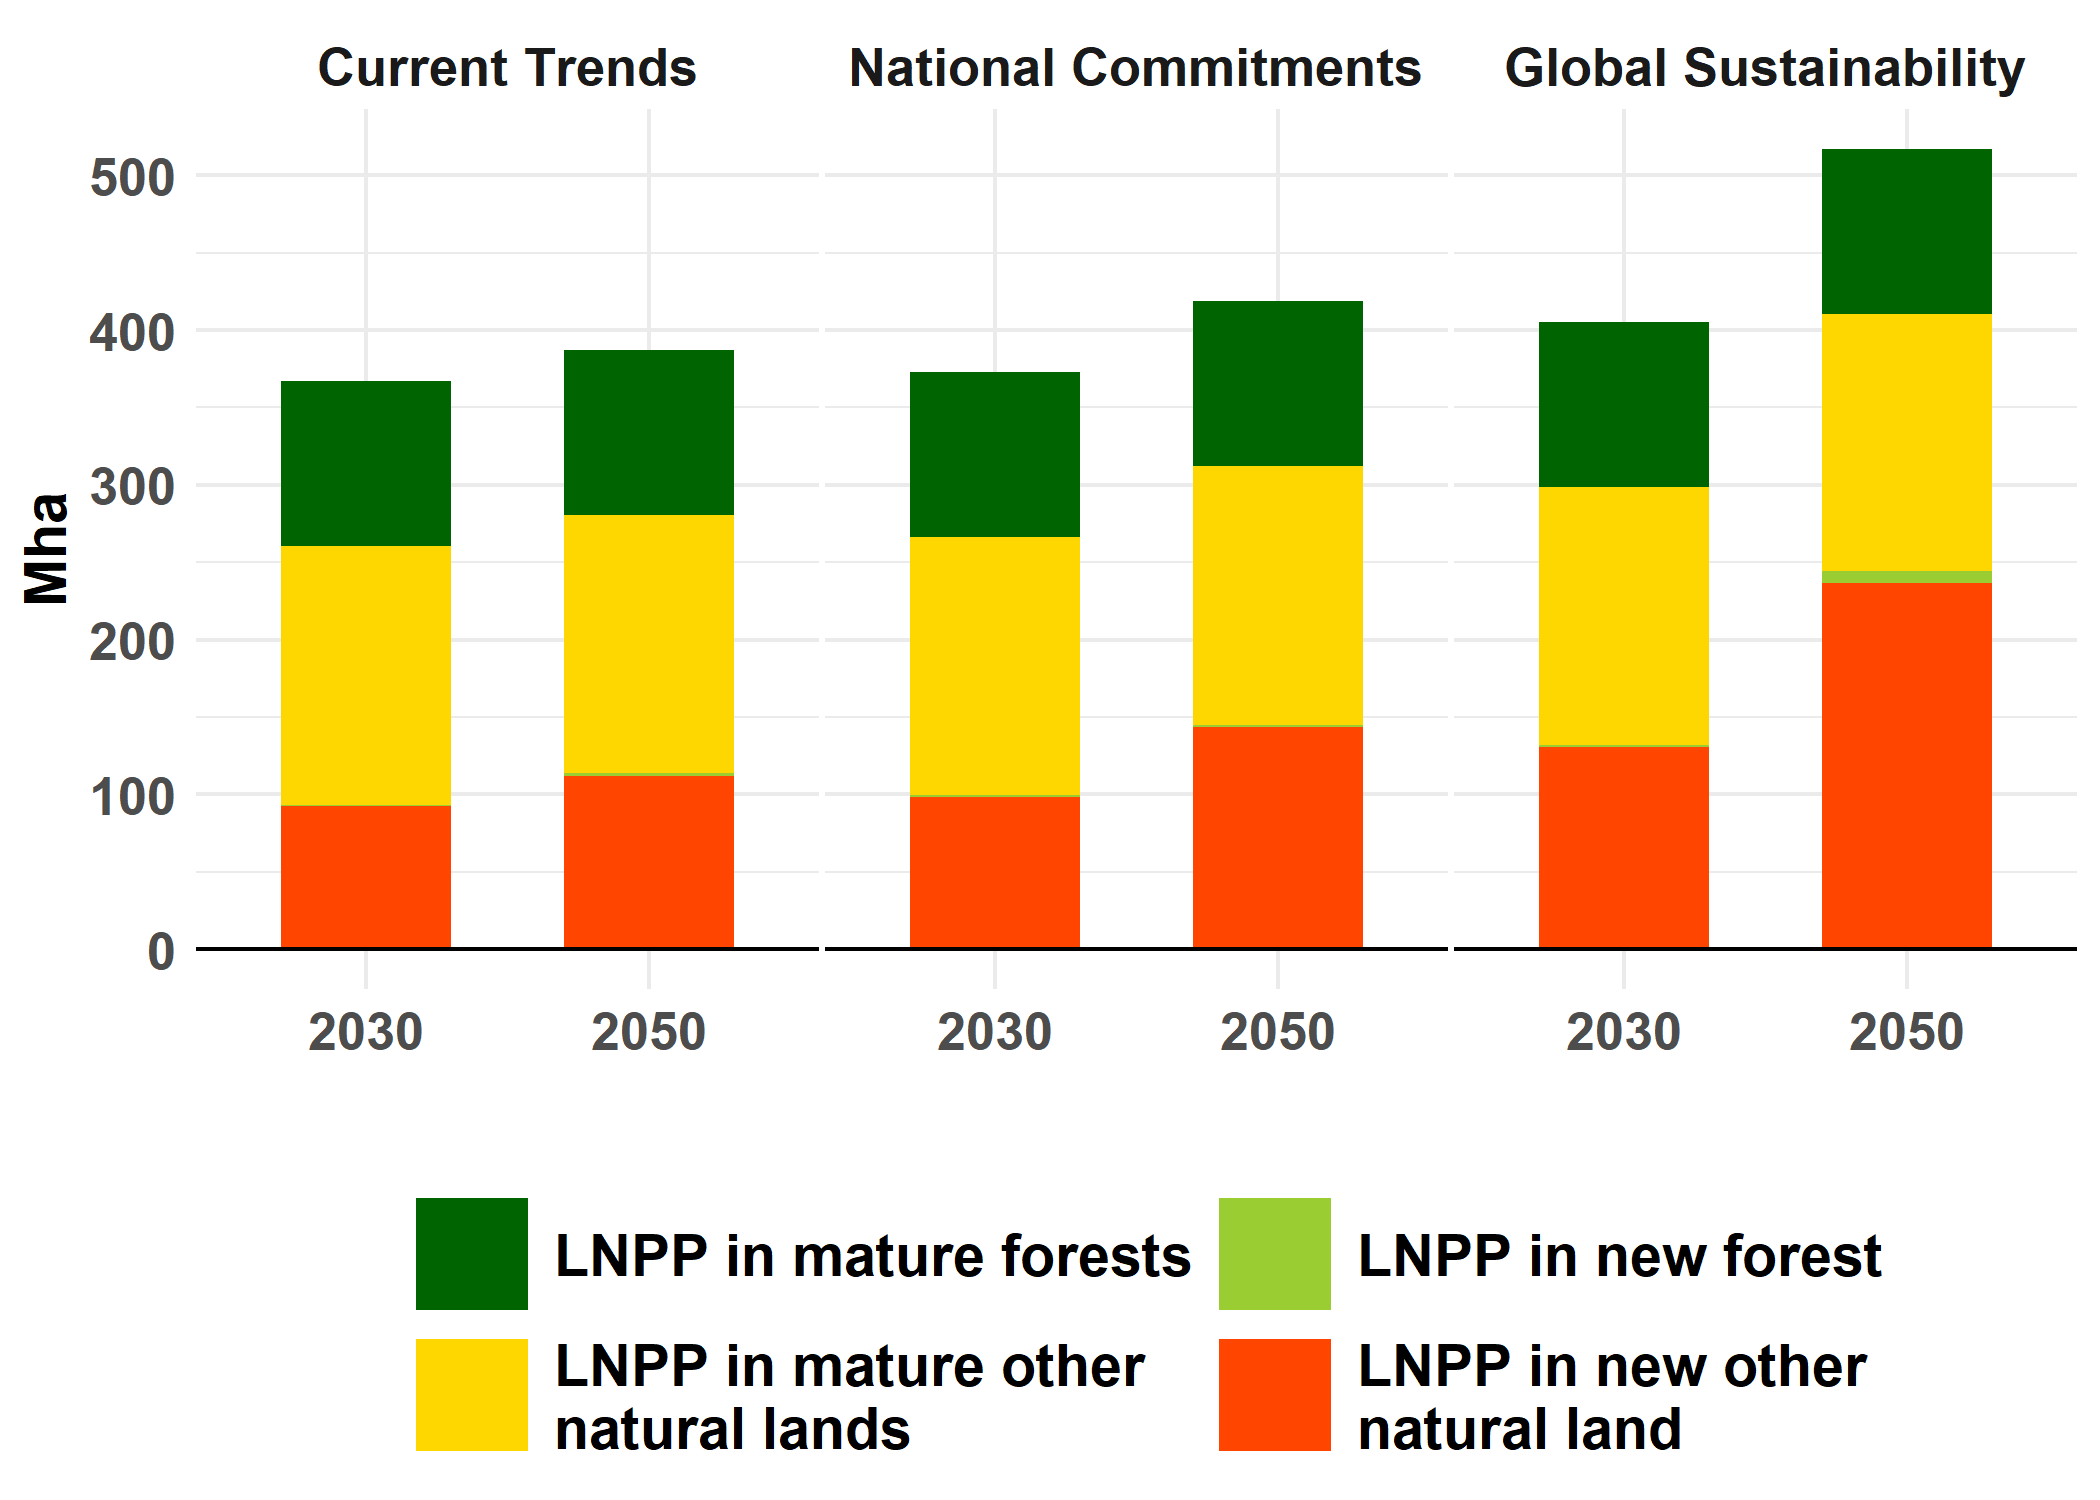 Current Trends
National Commitments
Global Sustainability
Mha
500
400
300
200
100
0
2030
2050
2030
2050
2030
2050
LNPP in mature forests
LNPP in new forest
LNPP in mature other
natural lands
LNPP in new other
natural land